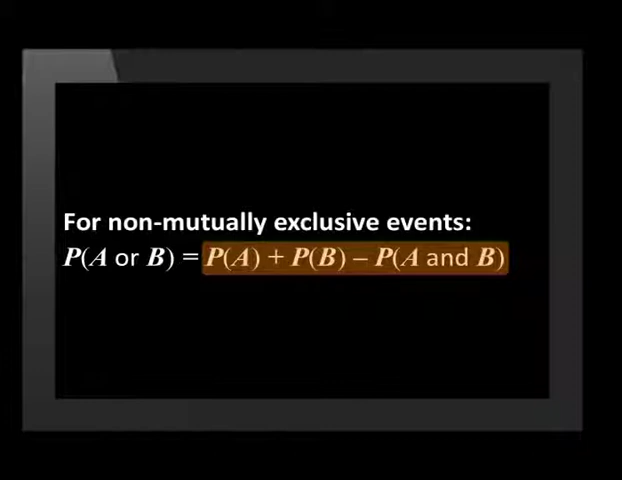 For non-mutually exclusive events:
P(A or B) = P(A) + P(B) – P(A and B)